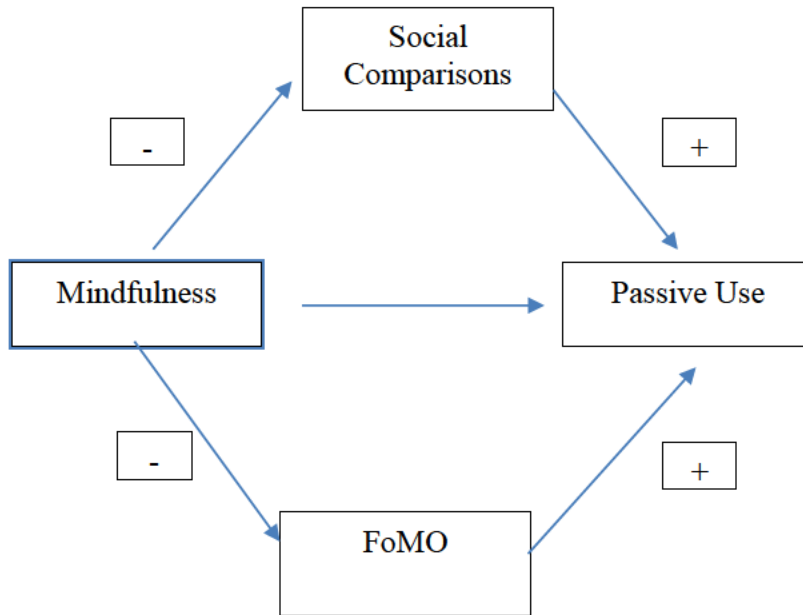 Social
Comparisons
-
+
Mindfulness
Passive Use
-
+
FoMO